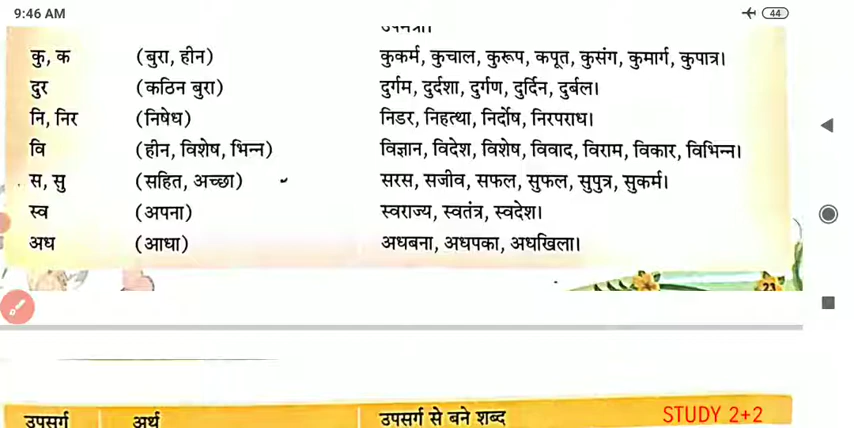 9:46 AM 44
कु, क (बुरा, हीन) कुकर्म, कुचाल, कुरूप, कपूत, कुसंग, कुमार्ग, कुपात्र।
दुर (कठिन बुरा) दुर्गम, दुर्दशा, दुर्गण, दुर्दिन, दुर्बल।
नि, निर (निषेध) निडर, निहत्था, निर्दोष, निरपराध।
वि (हीन, विशेष, भिन्न) विज्ञान, विदेश, विशेष, विवाद, विराम, विकार, विभिन्न।
स, सु (सहित, अच्छा) सरस, सजीव, सफल, सुफल, सुपुत्र, सुकर्म।
स्व (अपना) स्वराज्य, स्वतंत्र, स्वदेश।
अध (आधा) अधबना, अधपका, अधखिला।
23
उपसर्ग अर्थ उपसर्ग से बने शब्द STUDY 2+2